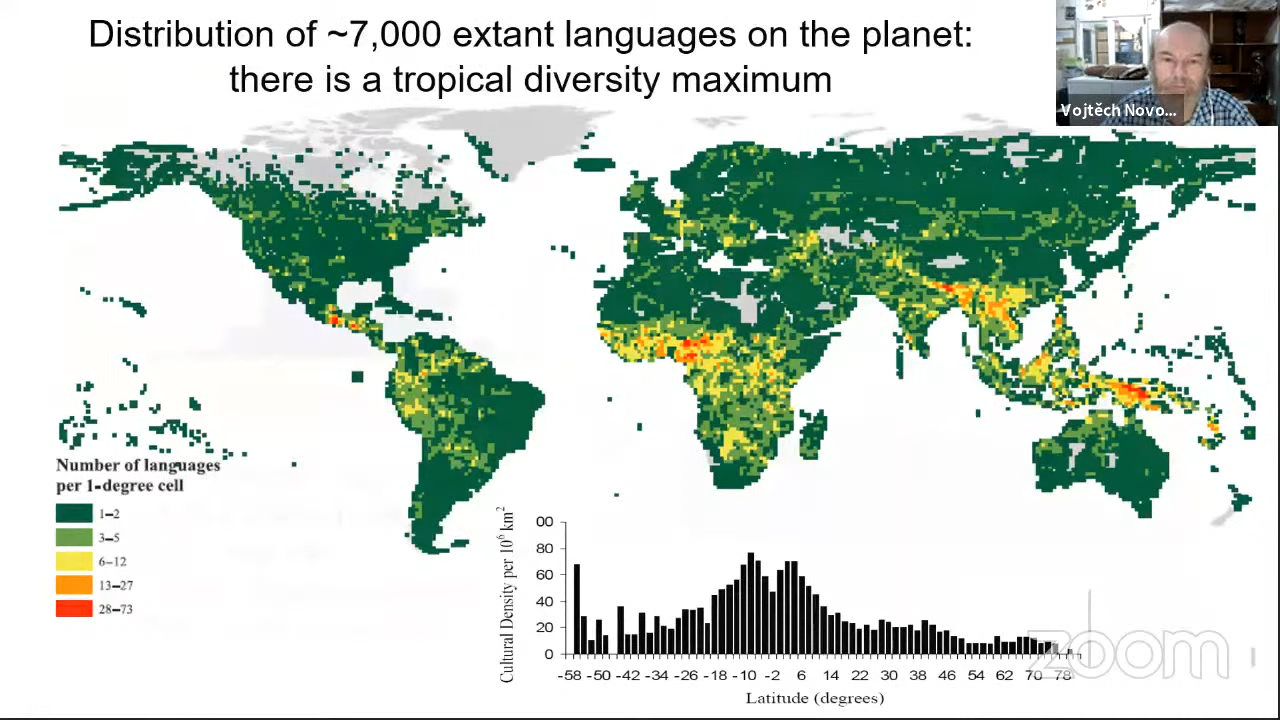 Distribution of ~7,000 extant languages on the planet:
there is a tropical diversity maximum
Vojtěch Novo...
Number of languages
per 1-degree cell
1–2
3–5
6–12
13–27
28–73
Cultural Density per 10⁶ km²
00
80
60
40
20
0
-58 -50 -42 -34 -26 -18 -10 -2 6 14 22 30 38 46 54 62 70 78
Latitude (degrees)
zoom